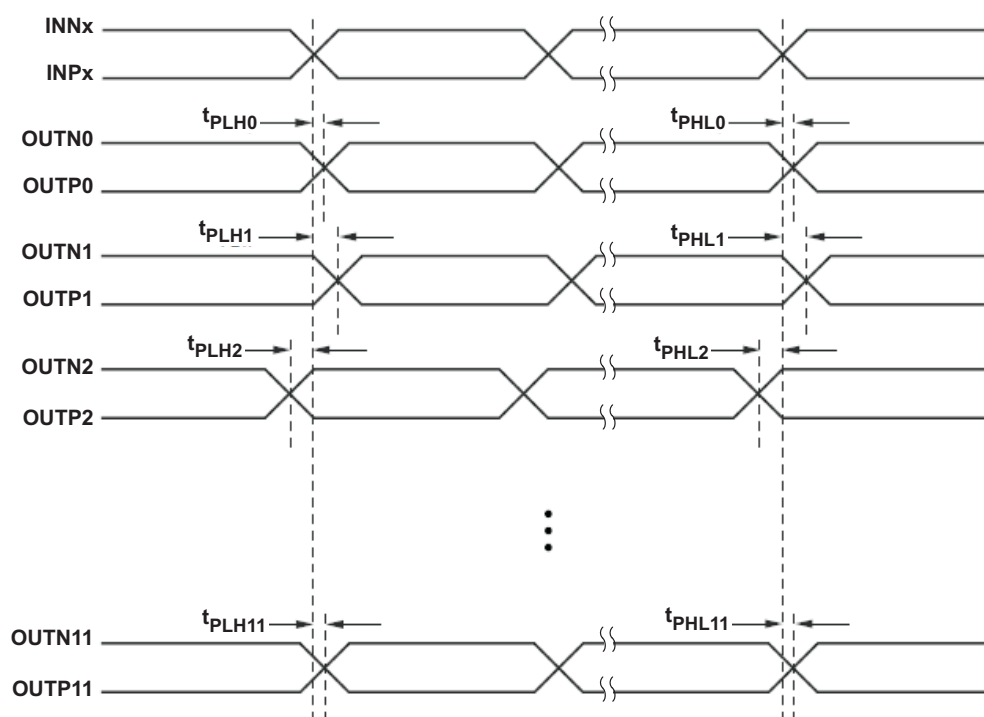 INNx
INPx
tPLH0 tPHL0
OUTN0
OUTP0
tPLH1 tPHL1
OUTN1
OUTP1
tPLH2 tPHL2
OUTN2
OUTP2
tPLH11 tPHL11
OUTN11
OUTP11